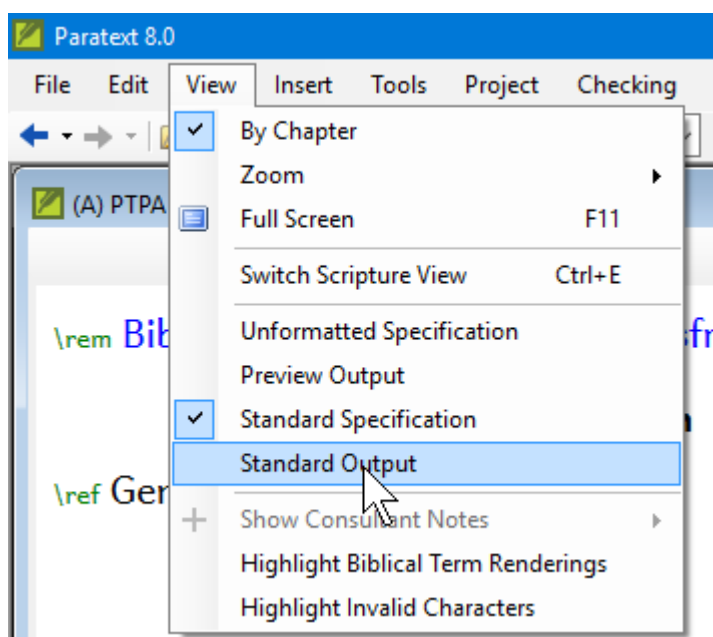 Paratext 8.0
File Edit View Insert Tools Project Checking
By Chapter
(A) PTPA
Zoom
Full Screen F11
Switch Scripture View Ctrl+E
\rem
Unformatted Specification
Preview Output
Standard Specification
Standard Output
\ref Gen
Show Consultant Notes
Highlight Biblical Term Renderings
Highlight Invalid Characters